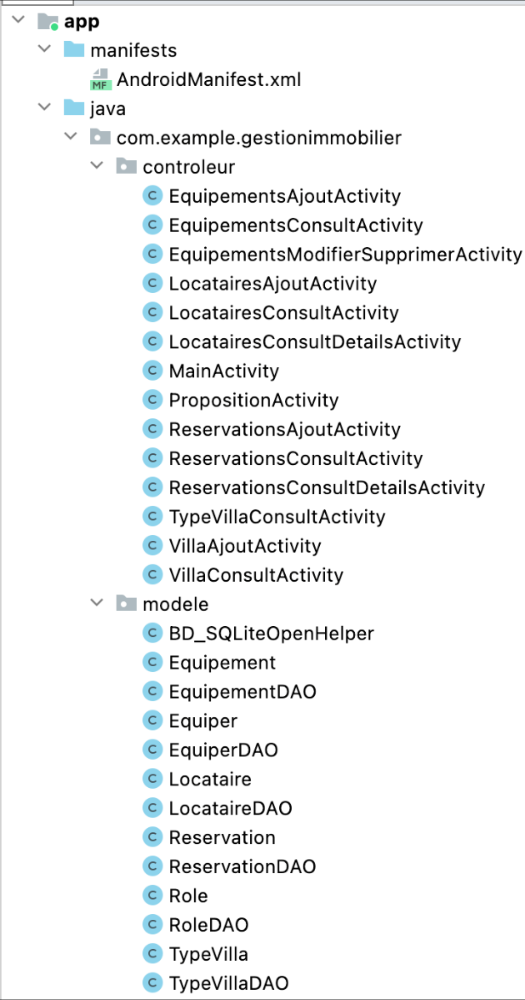 app
manifests
MF AndroidManifest.xml
java
com.example.gestionimmobilier
controleur
C EquipementsAjoutActivity
C EquipementsConsultActivity
C EquipementsModifierSupprimerActivity
C LocatairesAjoutActivity
C LocatairesConsultActivity
C LocatairesConsultDetailsActivity
C MainActivity
C PropositionActivity
C ReservationsAjoutActivity
C ReservationsConsultActivity
C ReservationsConsultDetailsActivity
C TypeVillaConsultActivity
C VillaAjoutActivity
C VillaConsultActivity
modele
C BD_SQLiteOpenHelper
C Equipement
C EquipementDAO
C Equiper
C EquiperDAO
C Locataire
C LocataireDAO
C Reservation
C ReservationDAO
C Role
C RoleDAO
C TypeVilla
C TypeVillaDAO